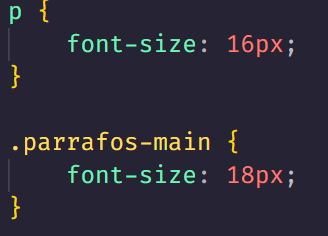 p {
    font-size: 16px;
}

.parrafos-main {
    font-size: 18px;
}